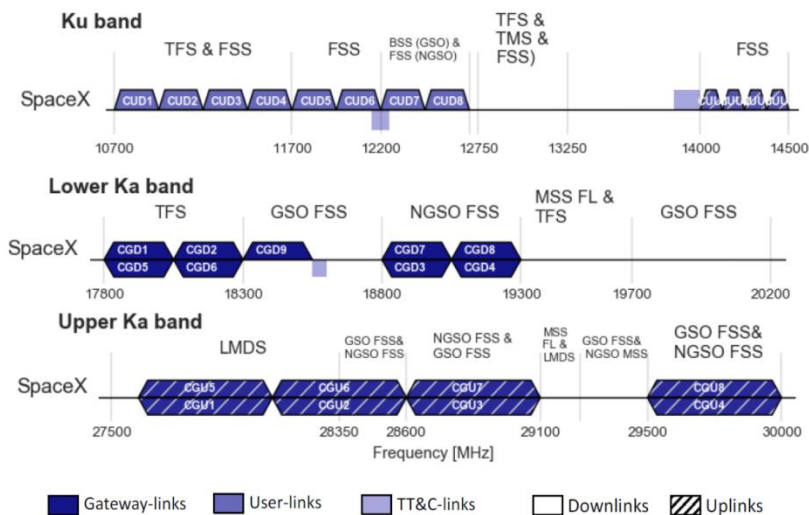 Ku band
TFS & FSS
FSS
BSS (GSO) &
FSS (NGSO)
TFS &
TMS &
FSS)
FSS
SpaceX
CUD1 CUD2 CUD3 CUD4 CUD5 CUD6 CUD7 CUD8
10700 11700 12200 12750 13250 14000 14500
Lower Ka band
TFS
GSO FSS
NGSO FSS
MSS FL &
TFS
GSO FSS
SpaceX
CGD1 CGD2 CGD9 CGD7 CGD8
CGD5 CGD6 CGD3 CGD4
17800 18300 18800 19300 19700 20200
Upper Ka band
LMDS
GSO FSS&
NGSO FSS
NGSO FSS &
GSO FSS
MSS
FL &
LMDS
GSO FSS&
NGSO MSS
GSO FSS&
NGSO FSS
SpaceX
CGU5 CGU6 CGU7 CGU8
CGU1 CGU2 CGU3 CGU4
27500 28350 28600 29100 29500 30000
Frequency [MHz]
Gateway-links User-links TT&C-links Downlinks Uplinks